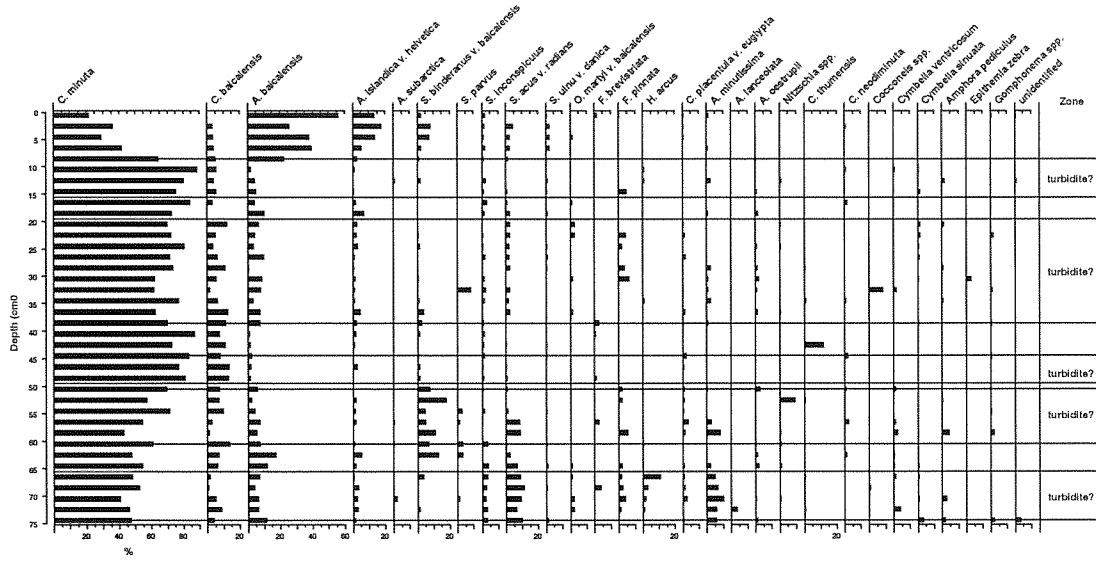 C. minuta
C. baicalensis
A. baicalensis
A. islandica v. helvetica
A. subarctica
S. binderanus v. baicalensis
S. parvus
S. inconspicuus
S. acus v. radians
S. ulnu v. danica
O. martyi v. baicalensis
F. brevistriata
F. pinnata
H. arcus
C. placentula v. euglypta
A. minutissima
A. lanceolata
A. oestrupii
Nitzschia spp.
C. thumensis
C. neodiminuta
Cocconeis spp.
Cymbella ventricosum
Cymbella sinuata
Amphora pediculus
Epithemia zebra
Gomphonema spp.
unidentified
Zone
0
5
10
15
20
25
30
35
40
45
50
55
60
65
70
75
Depth (cm0
turbidite?
turbidite?
turbidite?
turbidite?
turbidite?
20 40 60 80 20 20 40 60 20 20 20 20 20
%